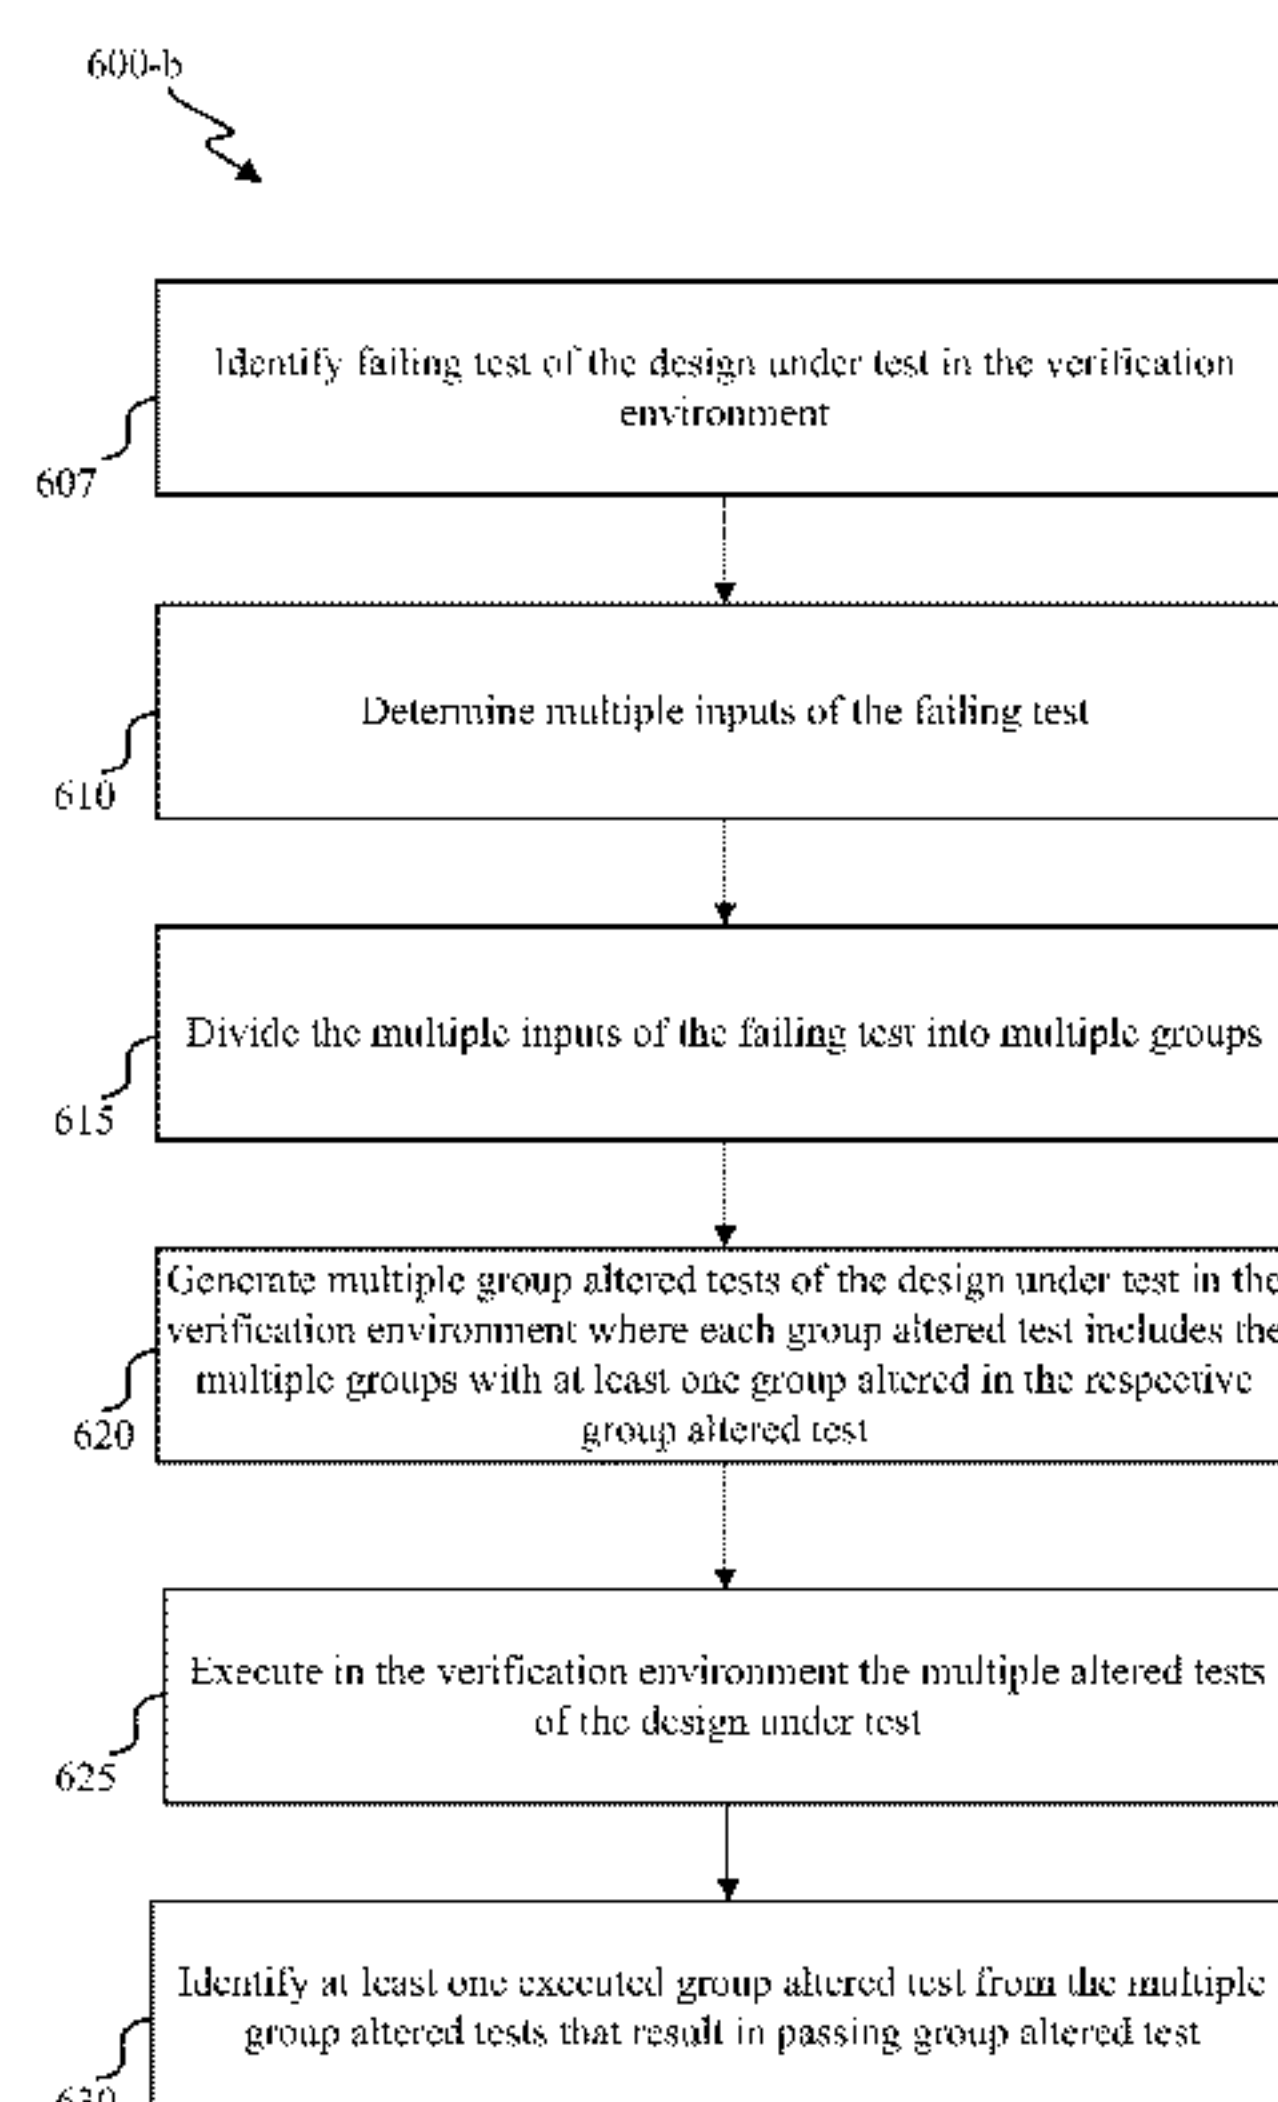 600-b
Identify failing test of the design under test in the verification
environment
607
Determine multiple inputs of the failing test
610
Divide the multiple inputs of the failing test into multiple groups
615
Generate multiple group altered tests of the design under test in the
verification environment where each group altered test includes the
multiple groups with at least one group altered in the respective
group altered test
620
Execute in the verification environment the multiple altered tests
of the design under test
625
Identify at least one executed group altered test from the multiple
group altered tests that result in passing group altered test
630